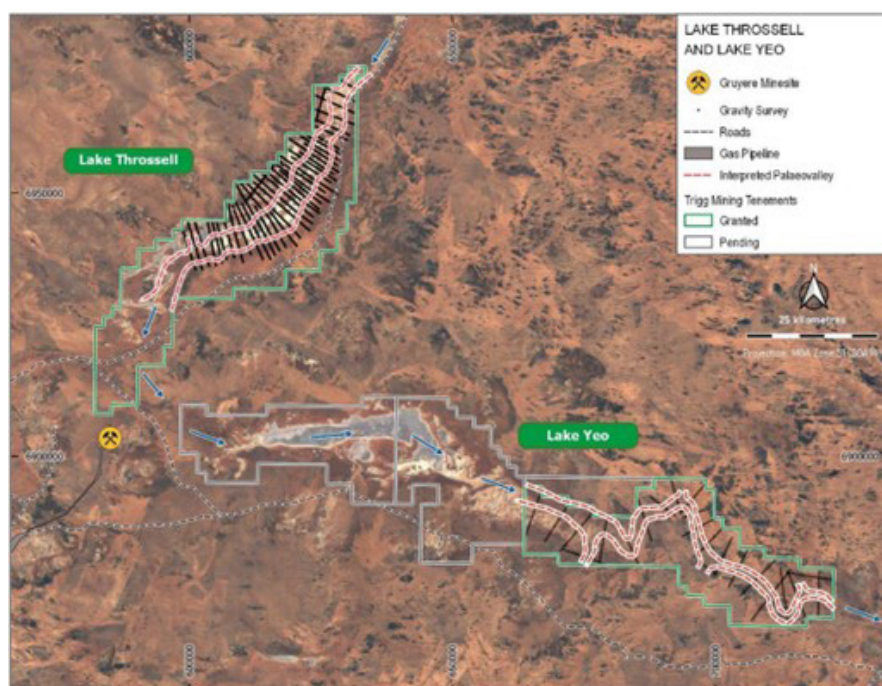 LAKE THROSSELL
AND LAKE YEO
Gruyere Minesite
Gravity Survey
Roads
Gas Pipeline
Interpreted Palaeovalley
Trigg Mining Tenements
Granted
Pending
Lake Throssell
6950000
N
25 kilometres
Lake Yeo
6900000
6900000